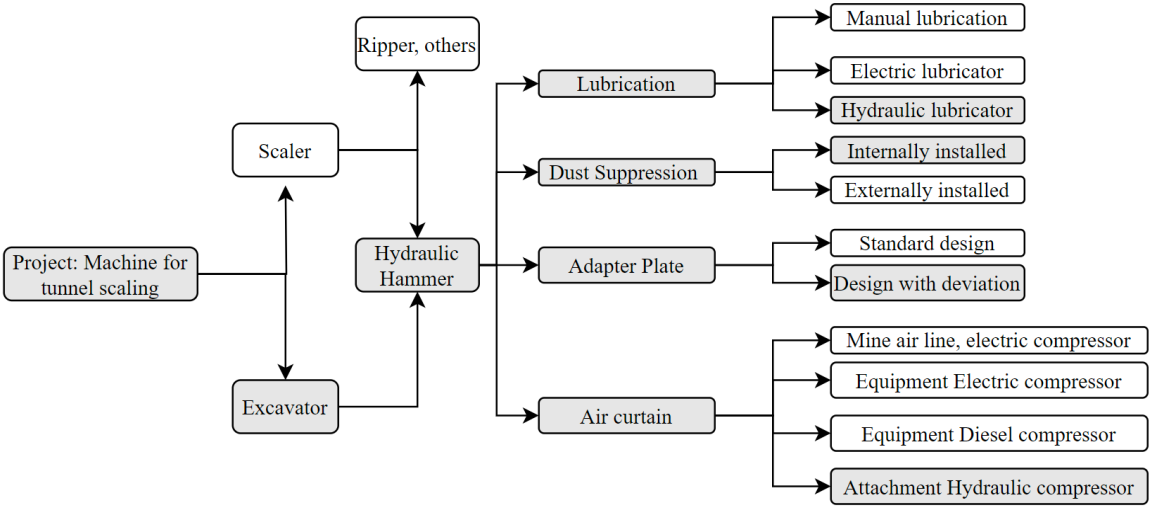 Project: Machine for
tunnel scaling
Scaler
Excavator
Ripper, others
Hydraulic
Hammer
Lubrication
Manual lubrication
Electric lubricator
Hydraulic lubricator
Dust Suppression
Internally installed
Externally installed
Adapter Plate
Standard design
Design with deviation
Air curtain
Mine air line, electric compressor
Equipment Electric compressor
Equipment Diesel compressor
Attachment Hydraulic compressor